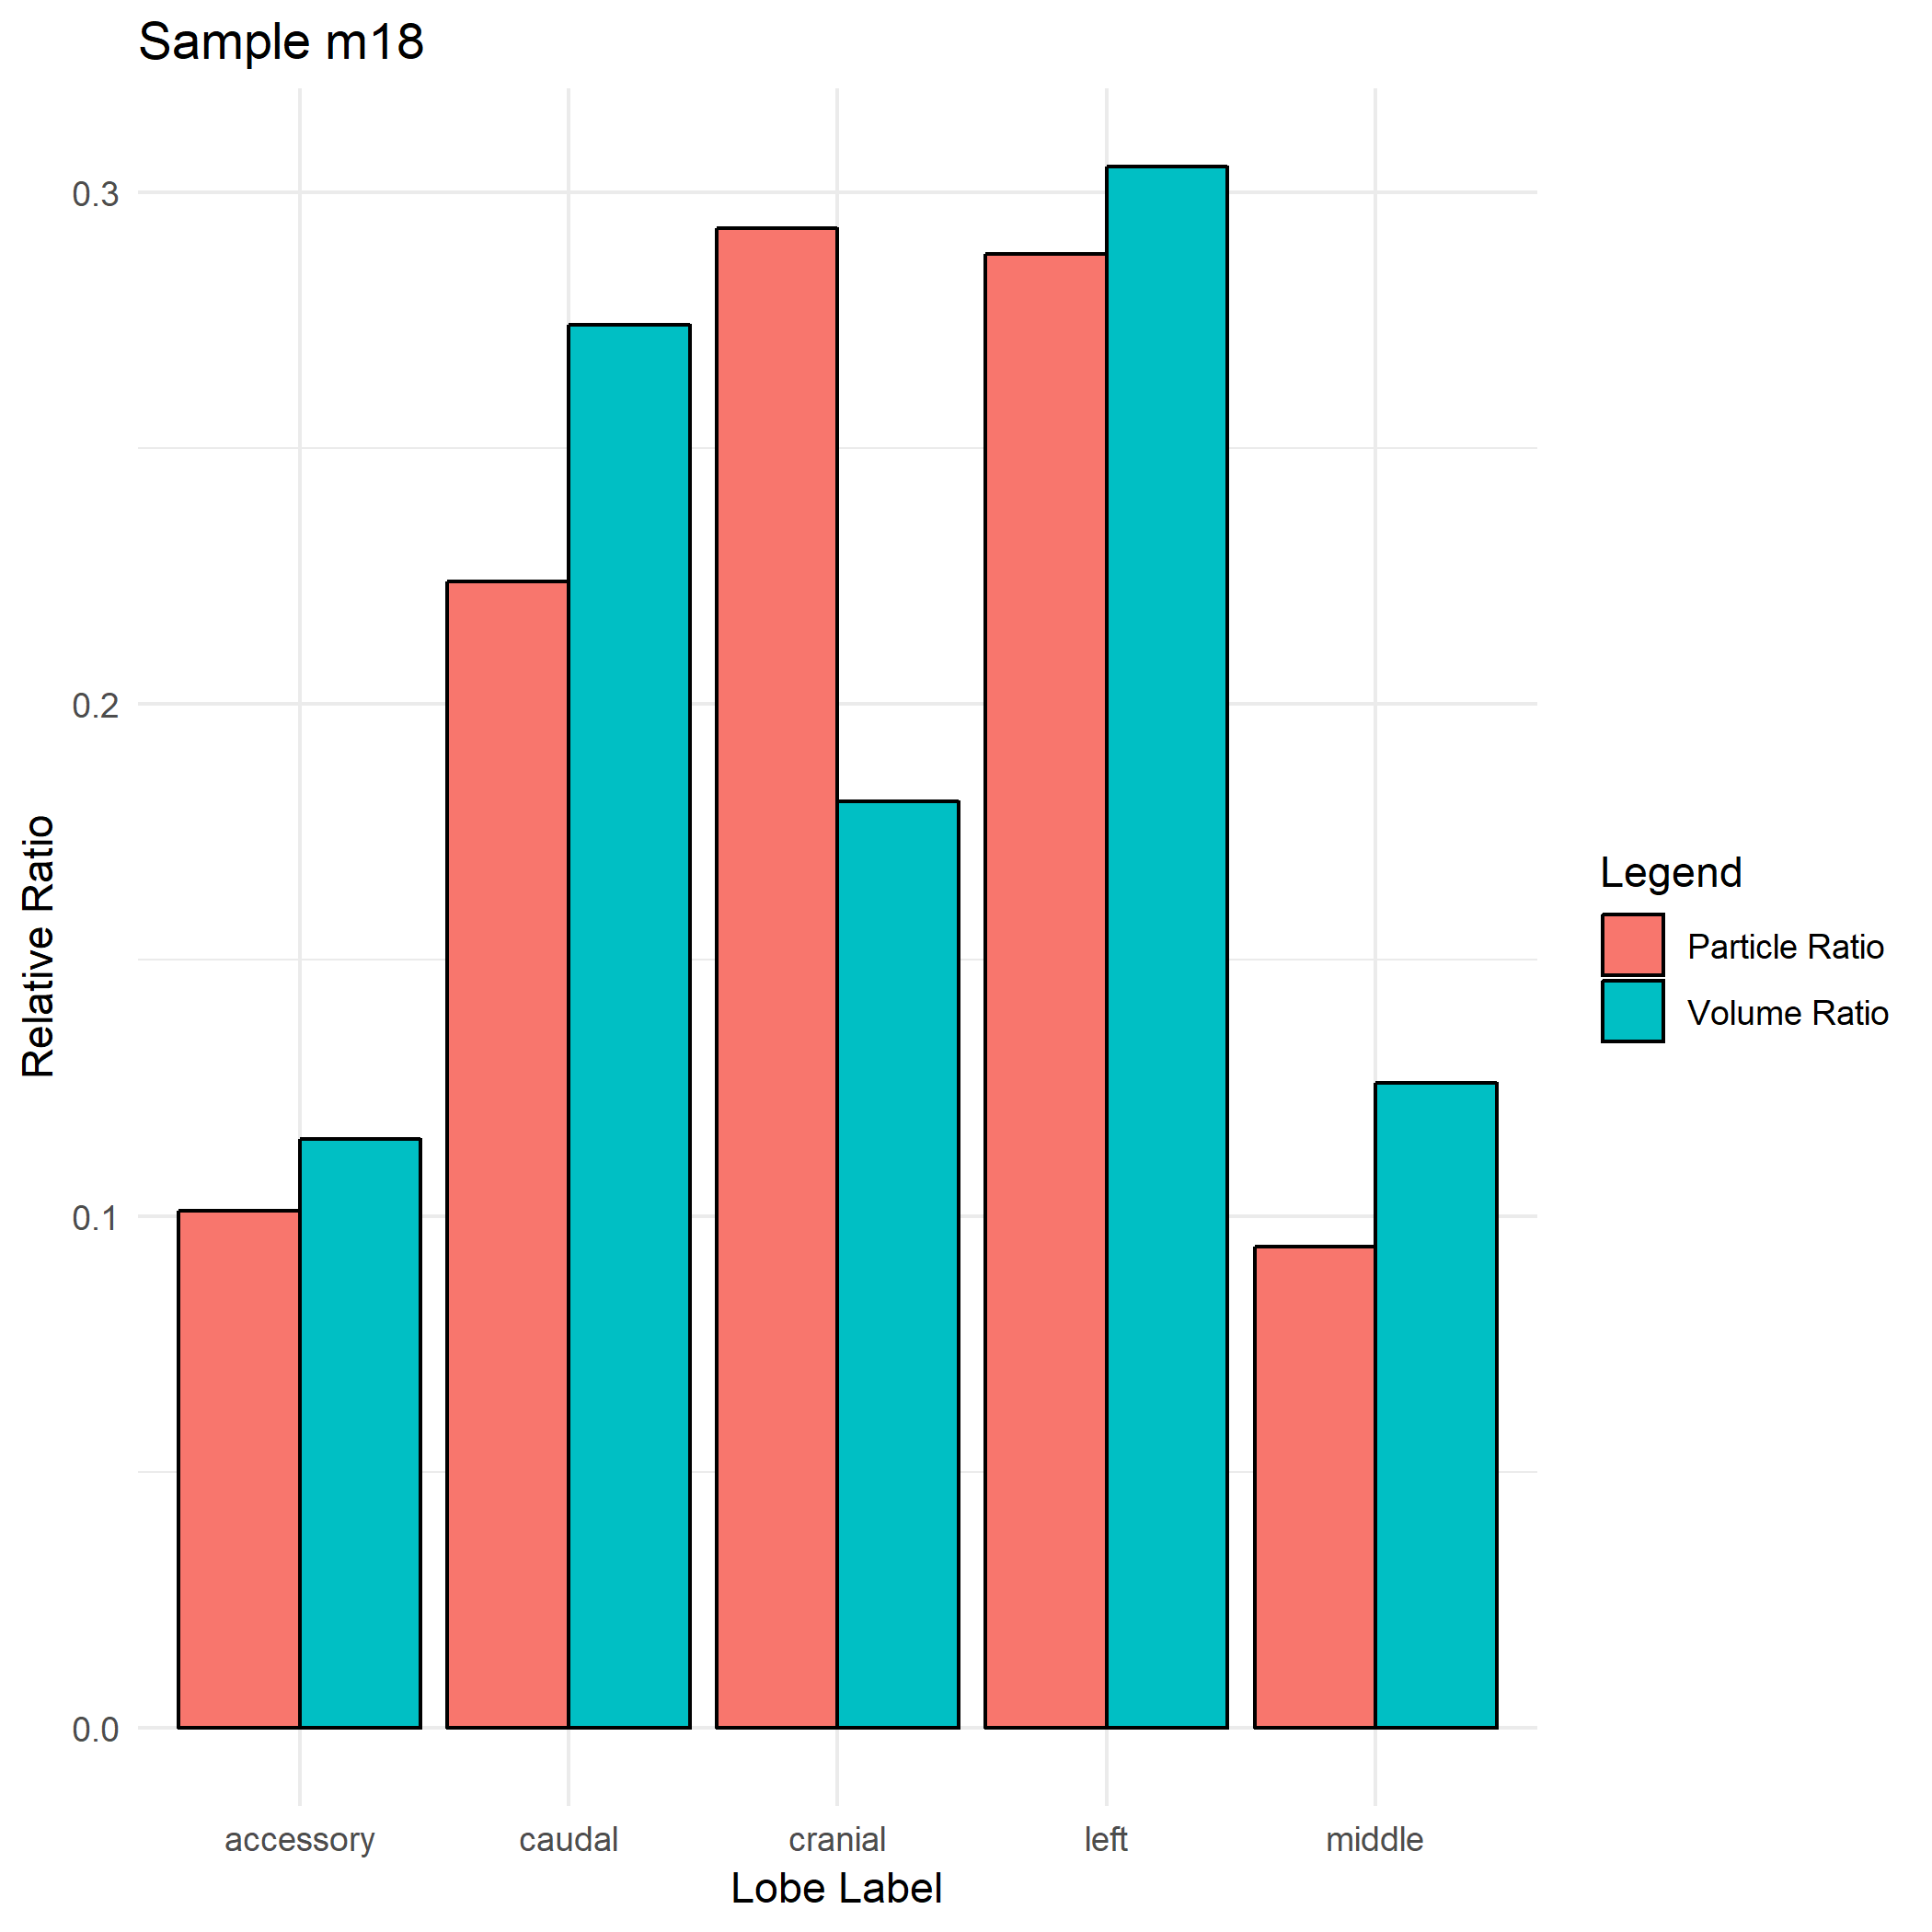 Sample m18
0.3
0.2
0.1
0.0
Relative Ratio
accessory caudal cranial left middle
Lobe Label
Legend
Particle Ratio
Volume Ratio